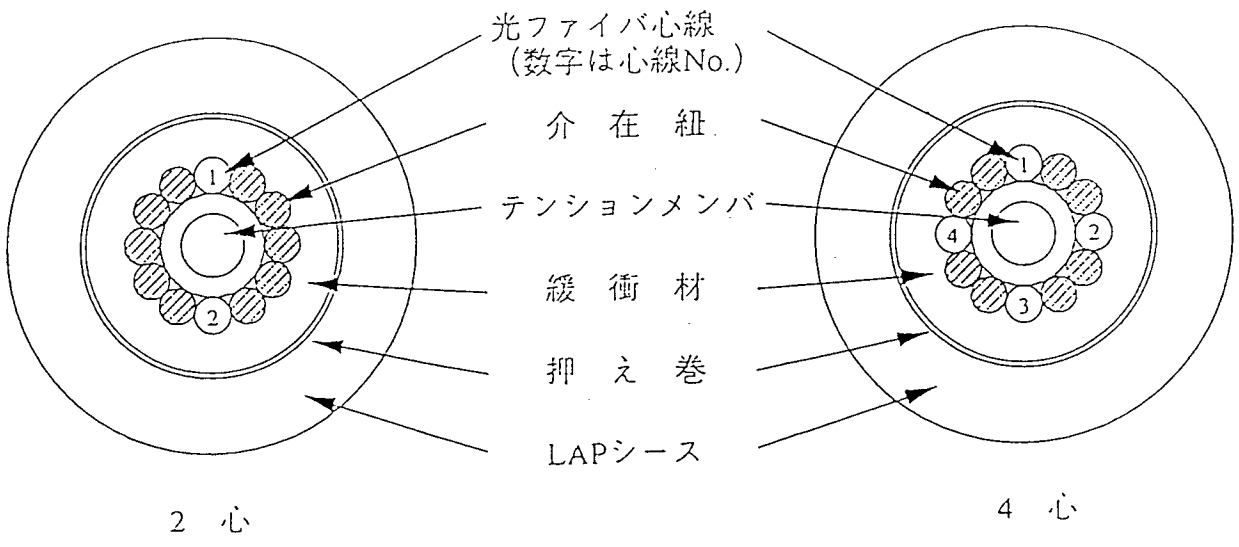 光ファイバ心線
(数字は心線No.)
介在紐
テンションメンバ
緩衝材
抑え巻
LAPシース
1
2
1
2
3
4
2心
4心